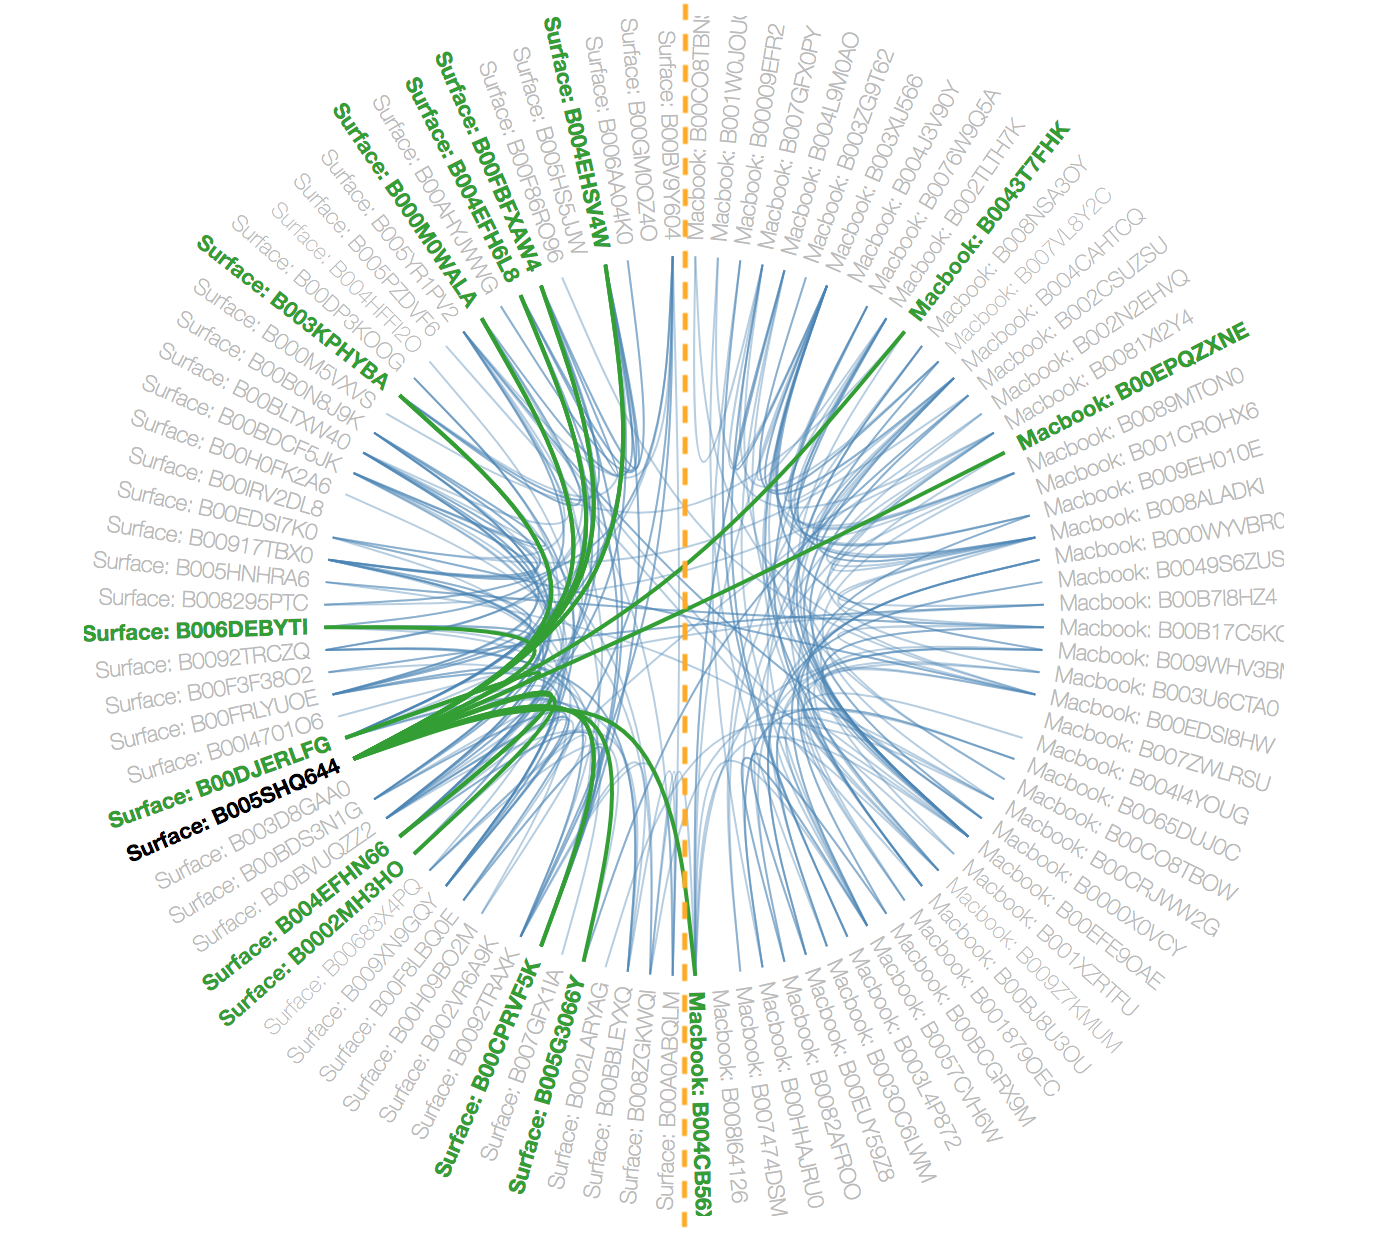 Surface: B00BV9Y604
Surface: B00GM0OZ4O
Surface: B006AA04K0
Surface: B004EHSV4W
Surface: B005HS5JJW
Surface: B00F86RO96
Surface: B00FBFXAW4
Surface: B004EFH6L8
Surface: B00AHYJWWG
Surface: B000M0WALA
Surface: B005YR1PV2
Surface: B005PZDVF6
Surface: B004HFTI2O
Surface: B00DP3KOOG
Surface: B003KPHYBA
Surface: B000M5VXVS
Surface: B00B0N8J9K
Surface: B00BLTXW40
Surface: B00BDCF5JK
Surface: B00H0FK2A6
Surface: B00IRV2DL8
Surface: B00EDSI7K0
Surface: B00917TBX0
Surface: B005HNHRA6
Surface: B008295PTC
Surface: B006DEBYTI
Surface: B0092TRCZQ
Surface: B00F3F38O2
Surface: B00FRLYUOE
Surface: B00I4701O6
Surface: B00DJERLFG
Surface: B005SHQ644
Surface: B003D8GAA0
Surface: B00BDS3N1G
Surface: B00BVUQZZ2
Surface: B004EFHN66
Surface: B0002MH3HO
Surface: B00683X4PQ
Surface: B009XN9GQY
Surface: B00F8LBQ0E
Surface: B00H09BO2M
Surface: B002VR6A9K
Surface: B0092TRAXK
Surface: B00CPRVF5K
Surface: B007GFX1IA
Surface: B005G3066Y
Surface: B002LARYAG
Surface: B00BBLEYXQ
Surface: B008ZGKWQI
Surface: B00A0ABQLM
Macbook: B00CO8TBN
Macbook: B001W0JOU
Macbook: B00009EFR2
Macbook: B007GFX0PY
Macbook: B004L9M0AO
Macbook: B003ZG9T62
Macbook: B003XIJ566
Macbook: B004J3V90Y
Macbook: B0076W9Q5A
Macbook: B002TLTH7K
Macbook: B0043T7FHK
Macbook: B008NSA3OY
Macbook: B007VL8Y2C
Macbook: B004CAHTCQ
Macbook: B002CSUZSU
Macbook: B002N2EHVQ
Macbook: B0081XI2Y4
Macbook: B00EPQZXNE
Macbook: B0089MTON0
Macbook: B001CROHX6
Macbook: B009EH010E
Macbook: B008ALADKI
Macbook: B000WYVBR
Macbook: B0049S6ZUS
Macbook: B00B7I8HZ4
Macbook: B00B17C5K
Macbook: B009WHV3B
Macbook: B003U6CTA0
Macbook: B00EDSI8HW
Macbook: B007ZWLRSU
Macbook: B004I4YOUG
Macbook: B0065DUJ0C
Macbook: B00CO8TBOW
Macbook: B00CRJWW2G
Macbook: B0000X0VCY
Macbook: B00EFE9OAE
Macbook: B001XZRTFU
Macbook: B009Z7KMUM
Macbook: B00BJ8U3OU
Macbook: B001879OEC
Macbook: B00BCGRX9M
Macbook: B0057CVH6W
Macbook: B003L4P872
Macbook: B003OC6LWM
Macbook: B00EUY59Z8
Macbook: B0082AFROO
Macbook: B00HHAJRU0
Macbook: B007474DSM
Macbook: B008I64126
Macbook: B004CB56